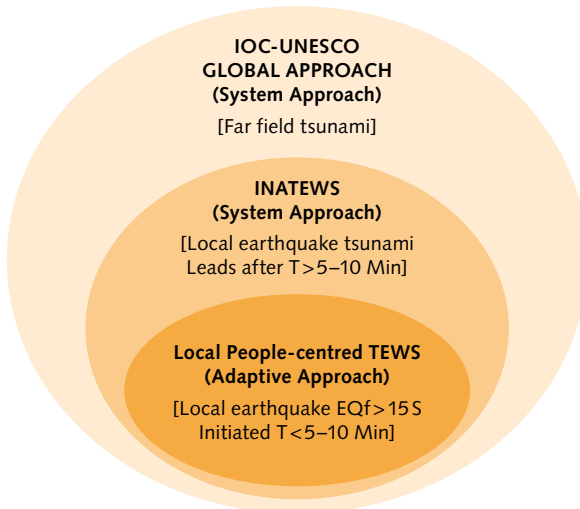 IOC-UNESCO
GLOBAL APPROACH
(System Approach)
[Far field tsunami]
INATEWS
(System Approach)
[Local earthquake tsunami
Leads after T>5–10 Min]
Local People-centred TEWS
(Adaptive Approach)
[Local earthquake EQf>15 S
Initiated T<5–10 Min]